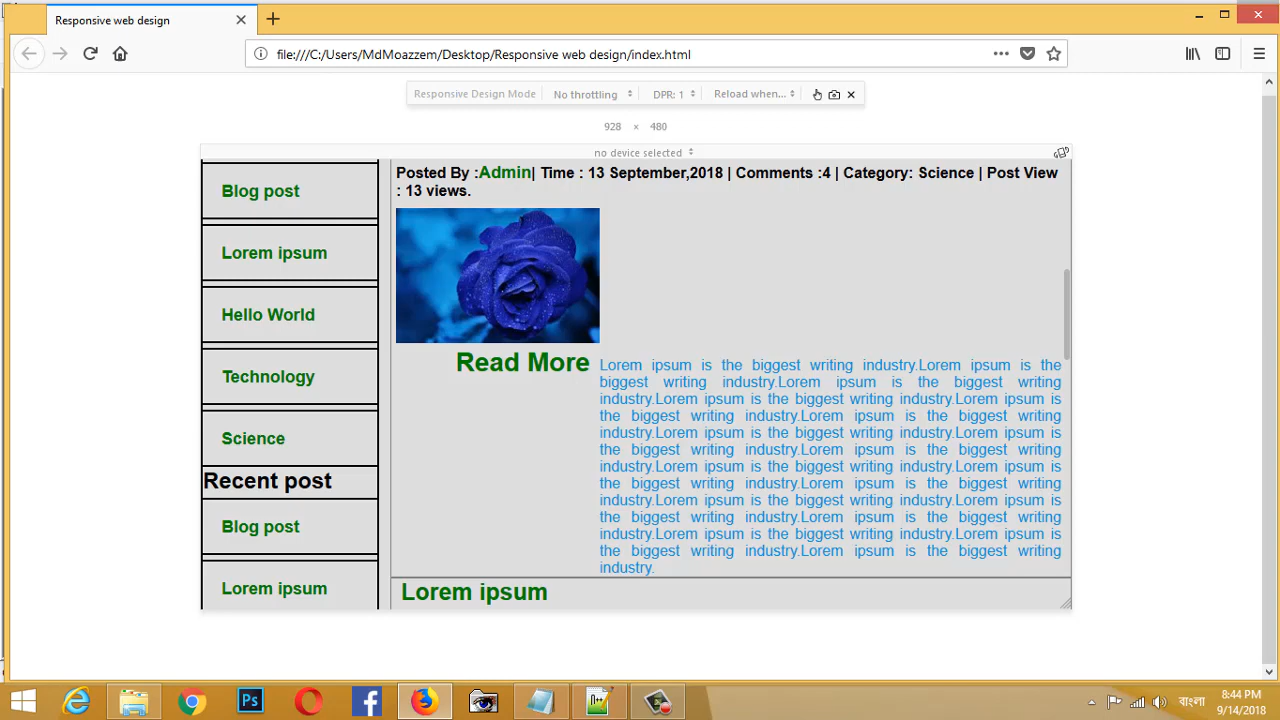 Responsive web design
file:///C:/Users/MdMoazzem/Desktop/Responsive web design/index.html
Responsive Design Mode No throttling DPR: 1 Reload when...
928 × 480
no device selected
Blog post
Lorem ipsum
Hello World
Technology
Science
Recent post
Blog post
Lorem ipsum
Posted By :Admin| Time : 13 September,2018 | Comments :4 | Category: Science | Post View
: 13 views.
Read More
Lorem ipsum is the biggest writing industry.Lorem ipsum is the
biggest writing industry.Lorem ipsum is the biggest writing
industry.Lorem ipsum is the biggest writing industry.Lorem ipsum is
the biggest writing industry.Lorem ipsum is the biggest writing
industry.Lorem ipsum is the biggest writing industry.Lorem ipsum is
the biggest writing industry.Lorem ipsum is the biggest writing
industry.Lorem ipsum is the biggest writing industry.Lorem ipsum is
the biggest writing industry.Lorem ipsum is the biggest writing
industry.Lorem ipsum is the biggest writing industry.Lorem ipsum is
the biggest writing industry.Lorem ipsum is the biggest writing
industry.Lorem ipsum is the biggest writing industry.Lorem ipsum is
the biggest writing industry.Lorem ipsum is the biggest writing
industry.
Lorem ipsum
Ps
n++
বাংলা
8:44 PM
9/14/2018